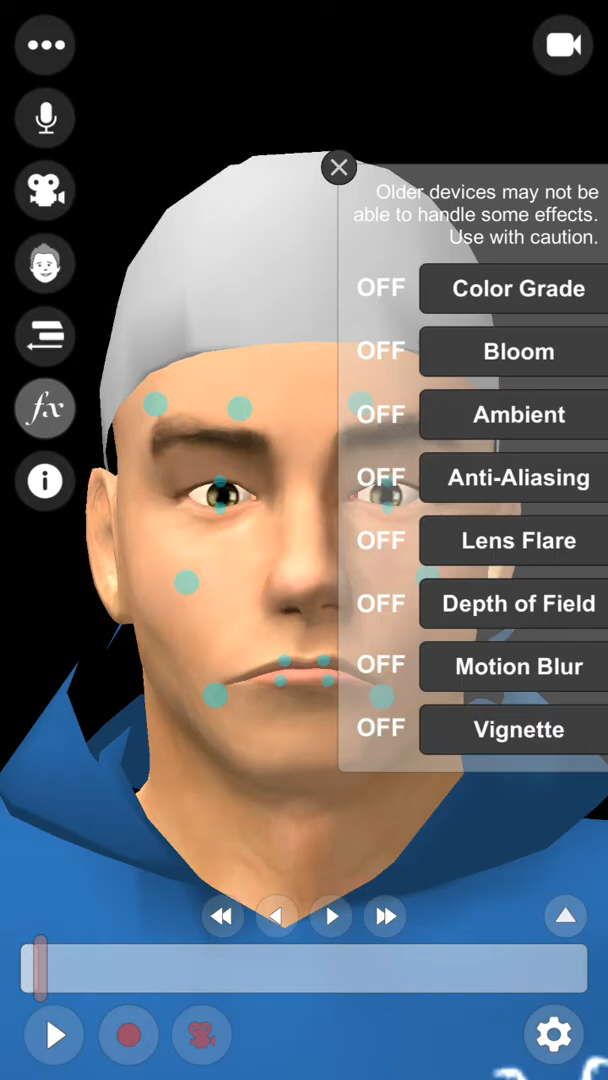 Older devices may not be
able to handle some effects.
Use with caution.
OFF Color Grade
OFF Bloom
OFF Ambient
OFF Anti-Aliasing
OFF Lens Flare
OFF Depth of Field
OFF Motion Blur
OFF Vignette
fx